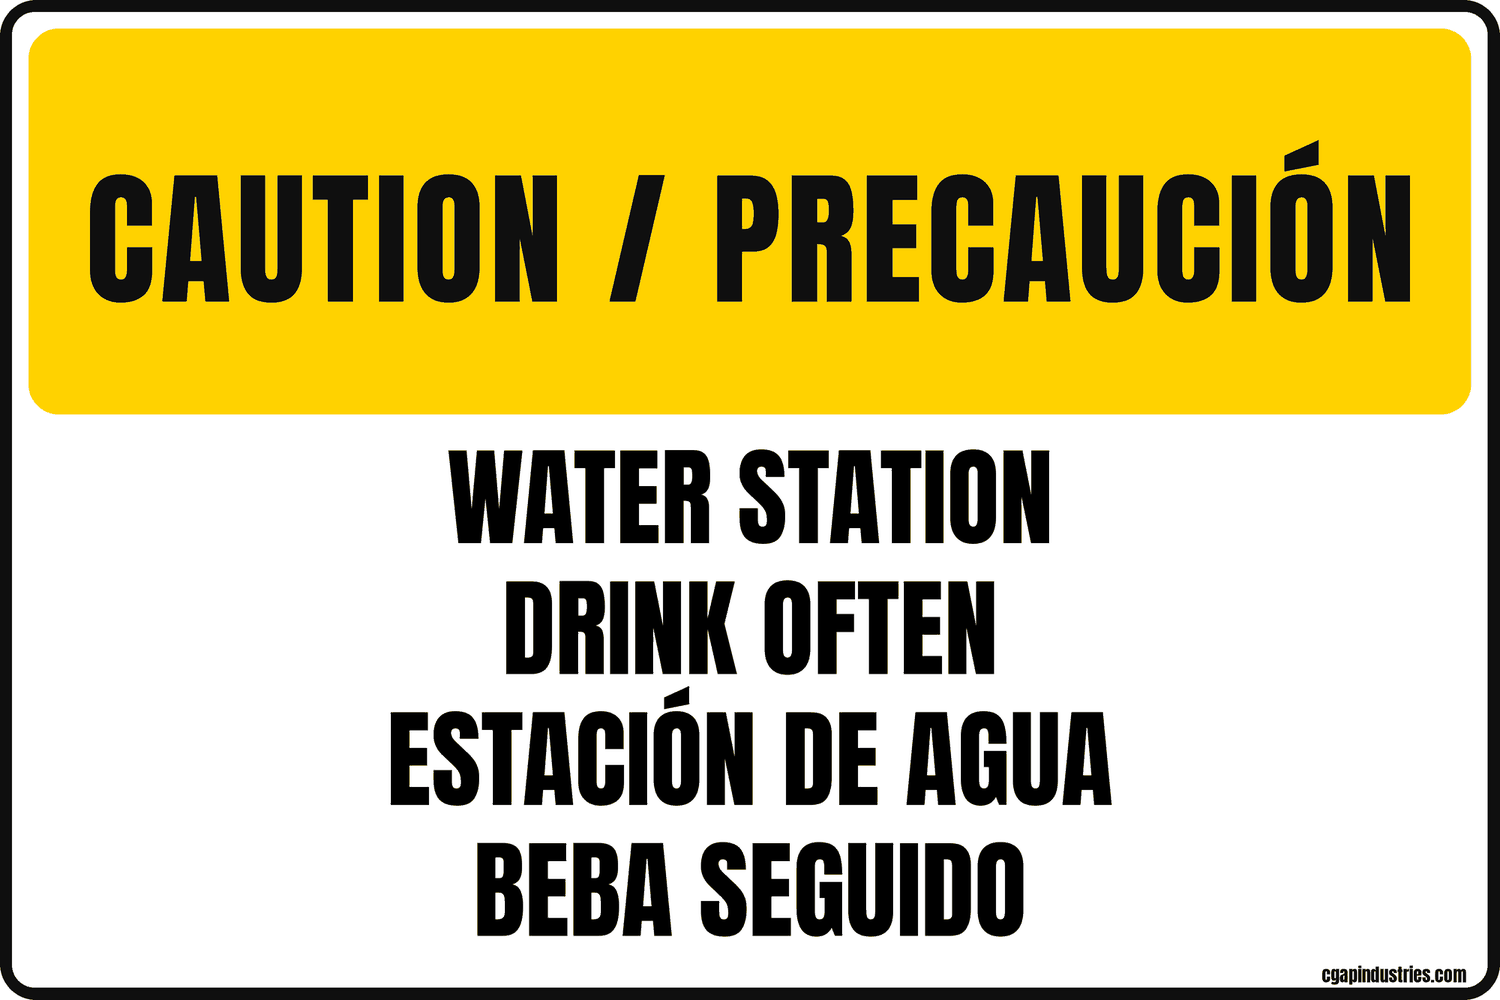 CAUTION / PRECAUCIÓN
WATER STATION
DRINK OFTEN
ESTACIÓN DE AGUA
BEBA SEGUIDO
cgapindustries.com